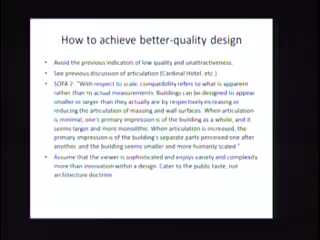 How to achieve better-quality design
• Avoid the previous indicators of low quality and unattractiveness.
• See previous discussion of articulation (Cardinal Hotel, etc.)
• SOFA 2 "With respect to scale, compatibility refers to what is apparent
rather than to actual measurements. Buildings can be designed to appear
smaller or larger than they actually are by respectively increasing or
reducing the articulation of massing and wall surfaces. When articulation
is minimal, one's primary impression is of the building as a whole, and it
seems larger and more monolithic. When articulation is increased, the
primary impression is of the building's separate parts perceived one after
another, and the building seems smaller and more humanly scaled."
• Assume that the viewer is sophisticated and enjoys variety and complexity
more than innovation within a design. Cater to the public taste, not
architecture doctrine